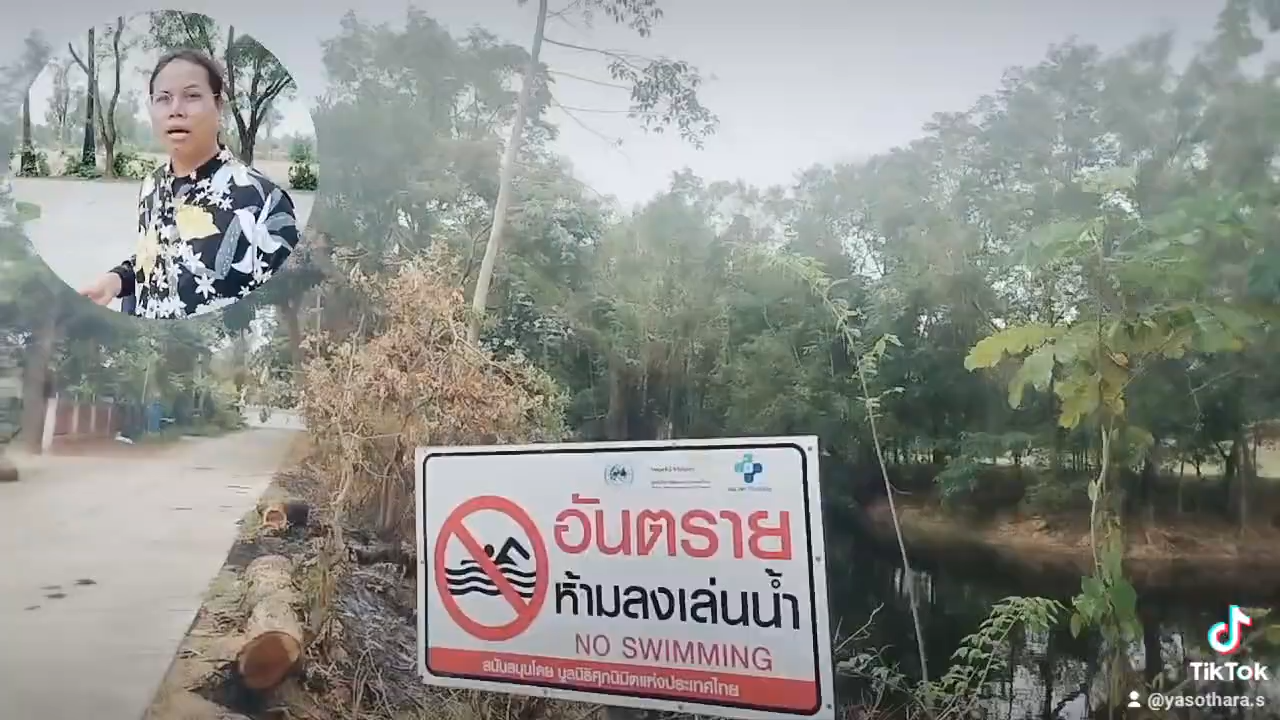 อันตราย
ห้ามลงเล่นน้ำ
NO SWIMMING
สนับสนุนโดย มูลนิธิศุภนิมิตแห่งประเทศไทย
TikTok
@yasothara.s